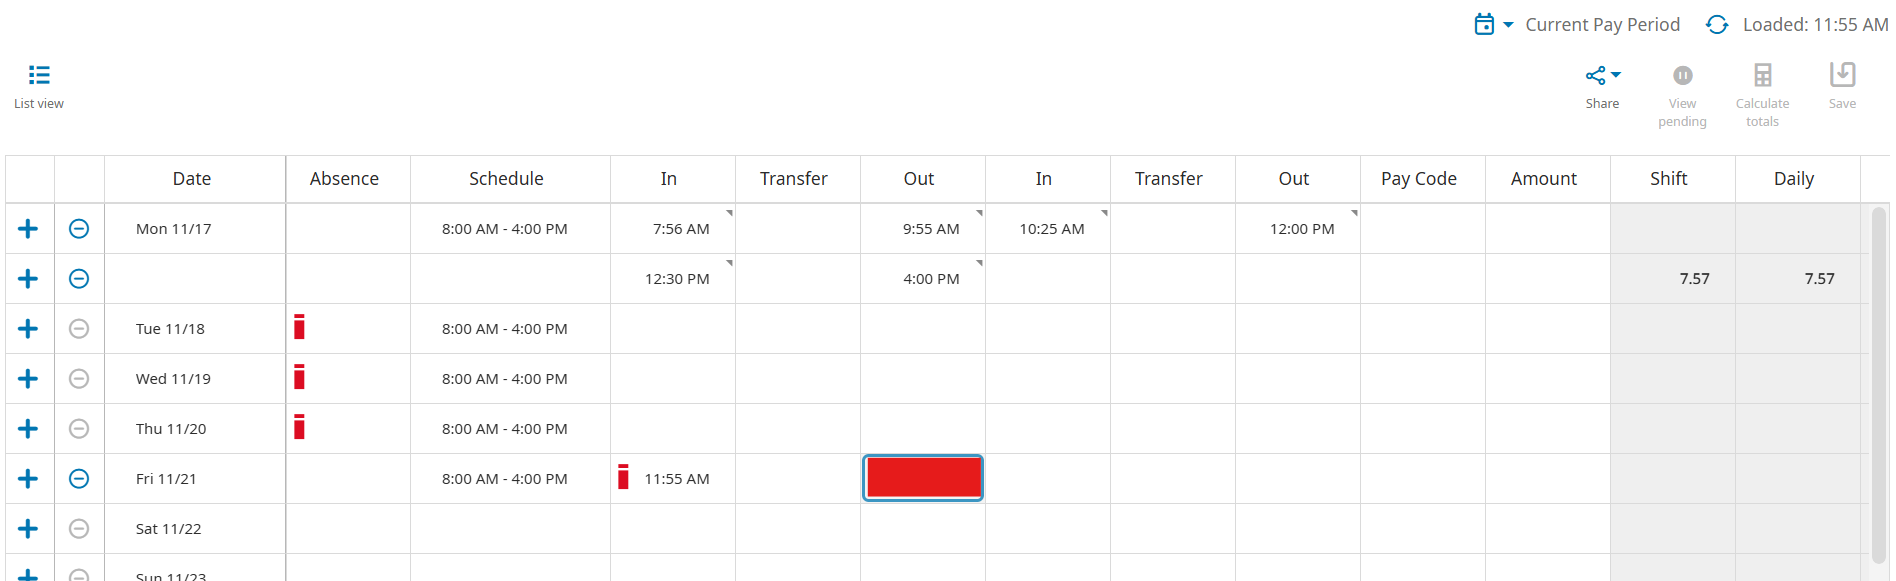 Current Pay Period Loaded: 11:55 AM
List view
Share View pending Calculate totals Save
Date Absence Schedule In Transfer Out In Transfer Out Pay Code Amount Shift Daily
Mon 11/17 8:00 AM - 4:00 PM 7:56 AM 9:55 AM 10:25 AM 12:00 PM
12:30 PM 4:00 PM 7.57 7.57
Tue 11/18 8:00 AM - 4:00 PM
Wed 11/19 8:00 AM - 4:00 PM
Thu 11/20 8:00 AM - 4:00 PM
Fri 11/21 8:00 AM - 4:00 PM 11:55 AM
Sat 11/22
Sun 11/23